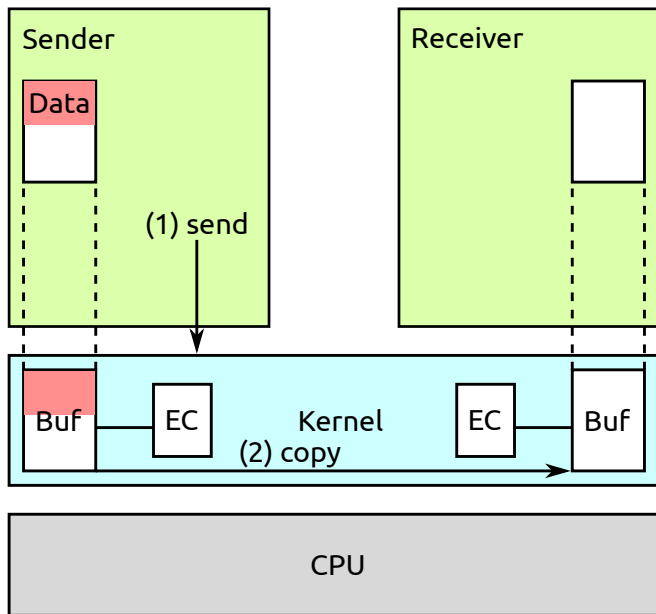 Sender
Receiver
Data
(1) send
Buf
EC
Kernel
EC
Buf
(2) copy
CPU